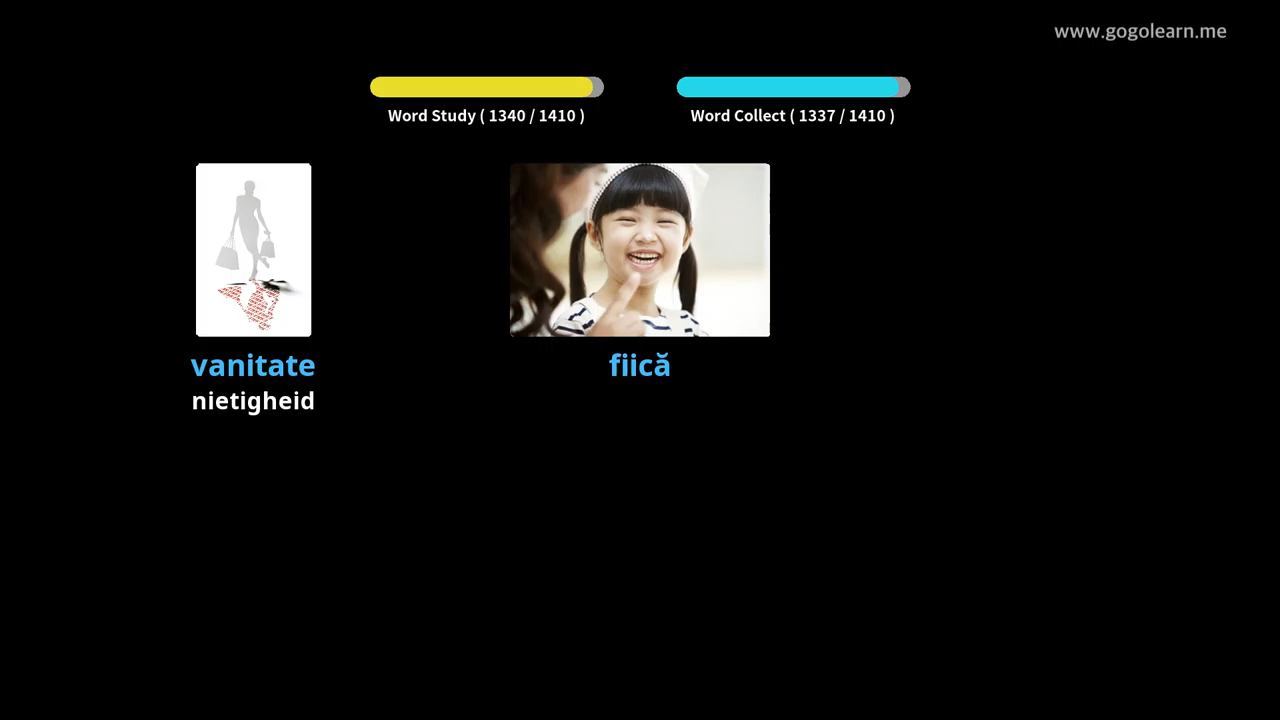 www.gogolearn.me
Word Study ( 1340 / 1410 )
Word Collect ( 1337 / 1410 )
vanitate
nietigheid
fiică